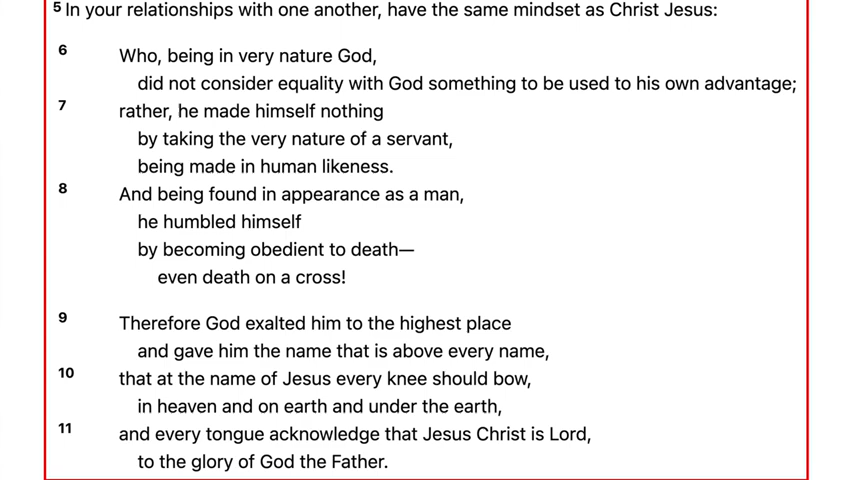 5 In your relationships with one another, have the same mindset as Christ Jesus:
6 Who, being in very nature God,
did not consider equality with God something to be used to his own advantage;
7 rather, he made himself nothing
by taking the very nature of a servant,
being made in human likeness.
8 And being found in appearance as a man,
he humbled himself
by becoming obedient to death—
even death on a cross!
9 Therefore God exalted him to the highest place
and gave him the name that is above every name,
10 that at the name of Jesus every knee should bow,
in heaven and on earth and under the earth,
11 and every tongue acknowledge that Jesus Christ is Lord,
to the glory of God the Father.